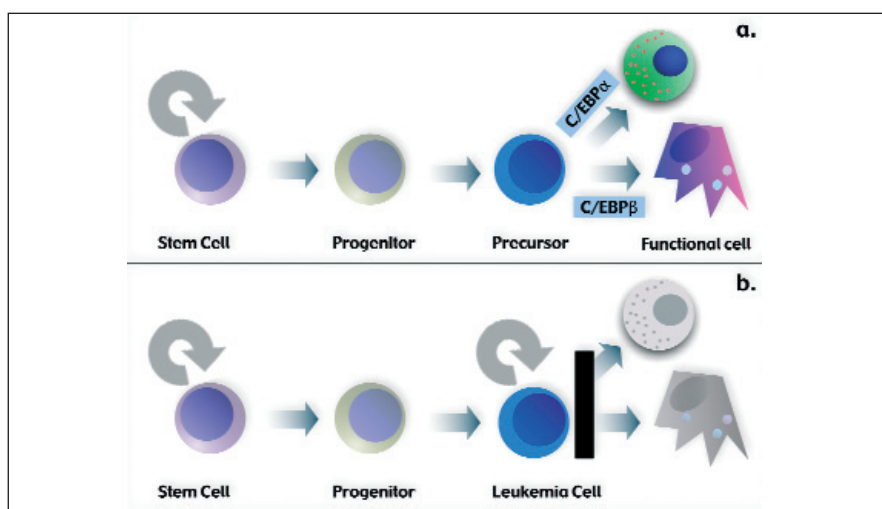 a.
C/EBPα
C/EBPβ
Stem Cell
Progenitor
Precursor
Functional cell
b.
Stem Cell
Progenitor
Leukemia Cell